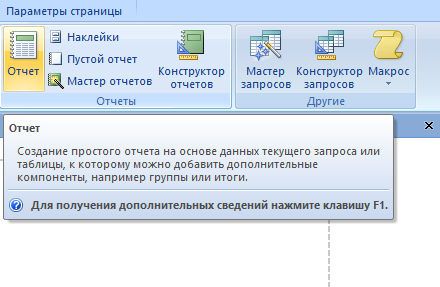 Параметры страницы
Отчет
Наклейки
Пустой отчет
Мастер отчетов
Конструктор
отчетов
Отчеты
Мастер
запросов
Конструктор
запросов
Макрос
Другие
Отчет
Создание простого отчета на основе данных текущего запроса или
таблицы, к которому можно добавить дополнительные
компоненты, например группы или итоги.
Для получения дополнительных сведений нажмите клавишу F1.